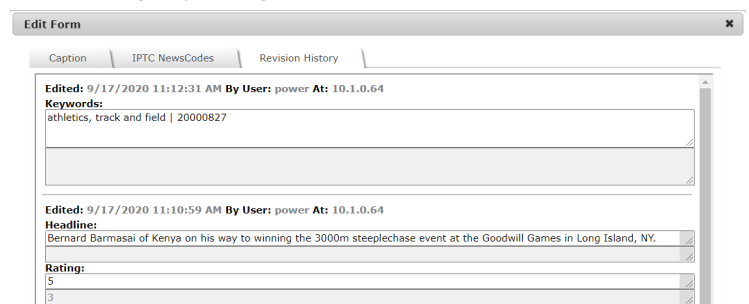 Edit Form
Caption IPTC NewsCodes Revision History
Edited: 9/17/2020 11:12:31 AM By User: power At: 10.1.0.64
Keywords:
athletics, track and field | 20000827
Edited: 9/17/2020 11:10:59 AM By User: power At: 10.1.0.64
Headline:
Bernard Barmasai of Kenya on his way to winning the 3000m steeplechase event at the Goodwill Games in Long Island, NY.
Rating:
5
3